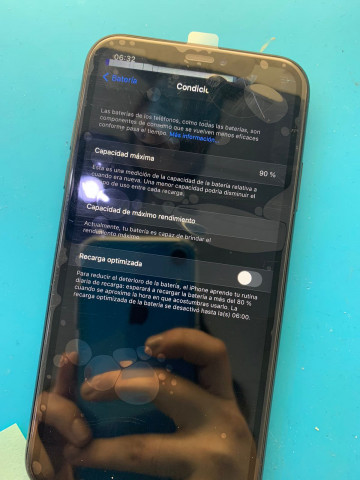 06:32
Batería
Las baterías de los teléfonos, como todas las baterías, son
componentes de consumo que se vuelven menos eficaces
conforme pasa el tiempo. Más información...
Capacidad máxima 90 %
Esta es una medición de la capacidad de la batería relativa a
cuando era nueva. Una menor capacidad podría disminuir el
tiempo de uso entre cada recarga.
Capacidad de máximo rendimiento
Actualmente, tu batería es capaz de brindar el
rendimiento máximo.
Recarga optimizada
Para reducir el deterioro de la batería, el iPhone aprende tu rutina
diaria de recarga: esperará a recargar la batería a más del 80 %
cuando se aproxime la hora en que acostumbras usarlo. La
recarga optimizada de la batería se desactivó hasta la(s) 06:00.